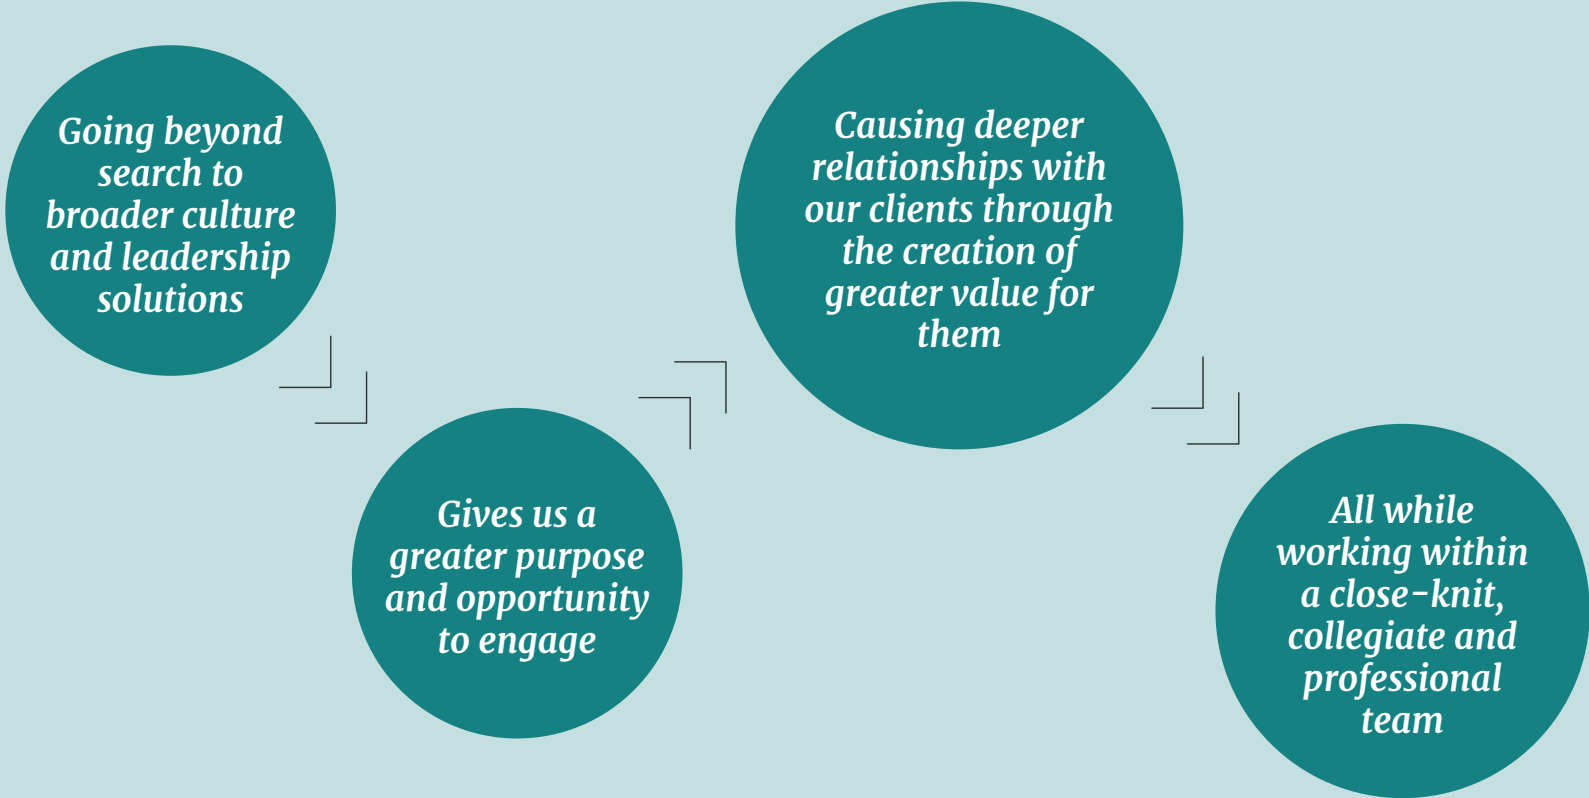 Going beyond
search to
broader culture
and leadership
solutions
Gives us a
greater purpose
and opportunity
to engage
Causing deeper
relationships with
our clients through
the creation of
greater value for
them
All while
working within
a close-knit,
collegiate and
professional
team